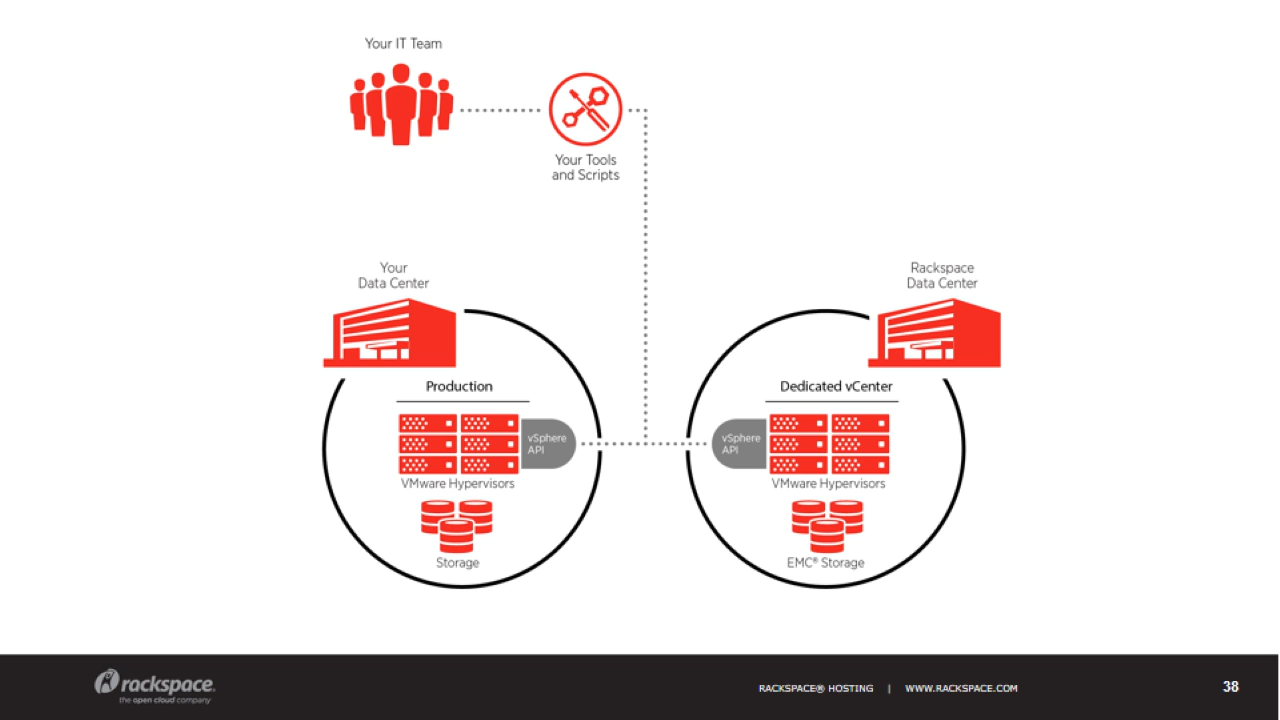 Your IT Team
Your Tools
and Scripts
Your
Data Center
Rackspace
Data Center
Production
vSphere
API
VMware Hypervisors
Storage
Dedicated vCenter
vSphere
API
VMware Hypervisors
EMC® Storage
rackspace®
the open cloud company
RACKSPACE® HOSTING | WWW.RACKSPACE.COM
38